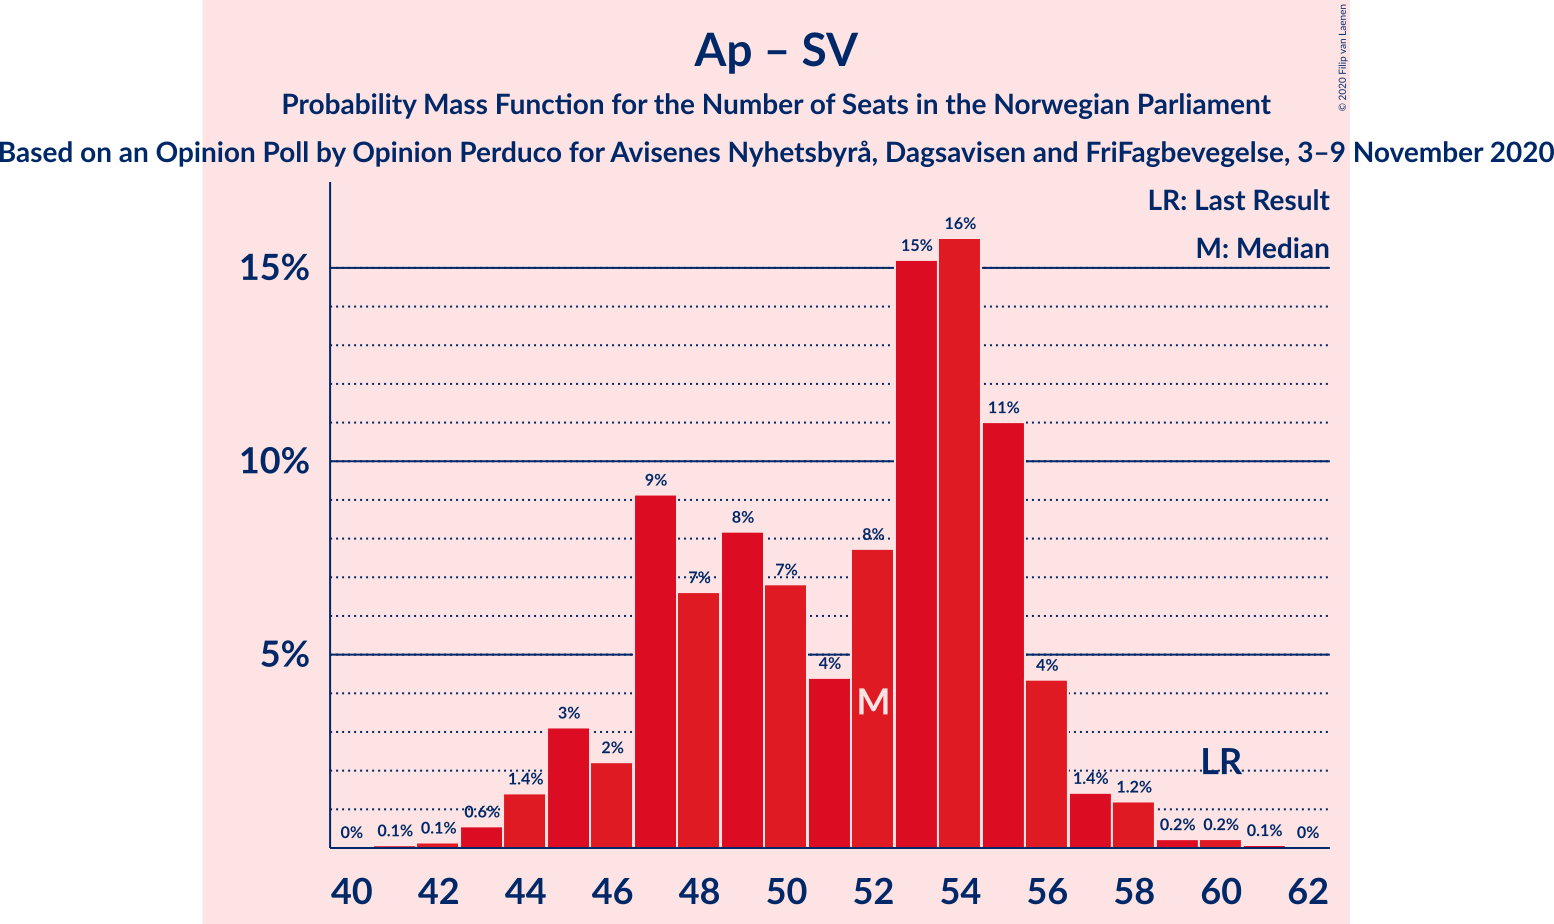 Ap – SV
Probability Mass Function for the Number of Seats in the Norwegian Parliament
Based on an Opinion Poll by Opinion Perduco for Avisenes Nyhetsbyrå, Dagsavisen and FriFagbevegelse, 3–9 November 2020
© 2020 Filip van Laenen
LR: Last Result
M: Median
15%
10%
5%
0%
0.1%
0.1%
0.6%
1.4%
3%
2%
9%
7%
8%
7%
4%
8%
15%
16%
11%
4%
1.4%
1.2%
0.2%
0.2%
0.1%
0%
M
LR
40 42 44 46 48 50 52 54 56 58 60 62